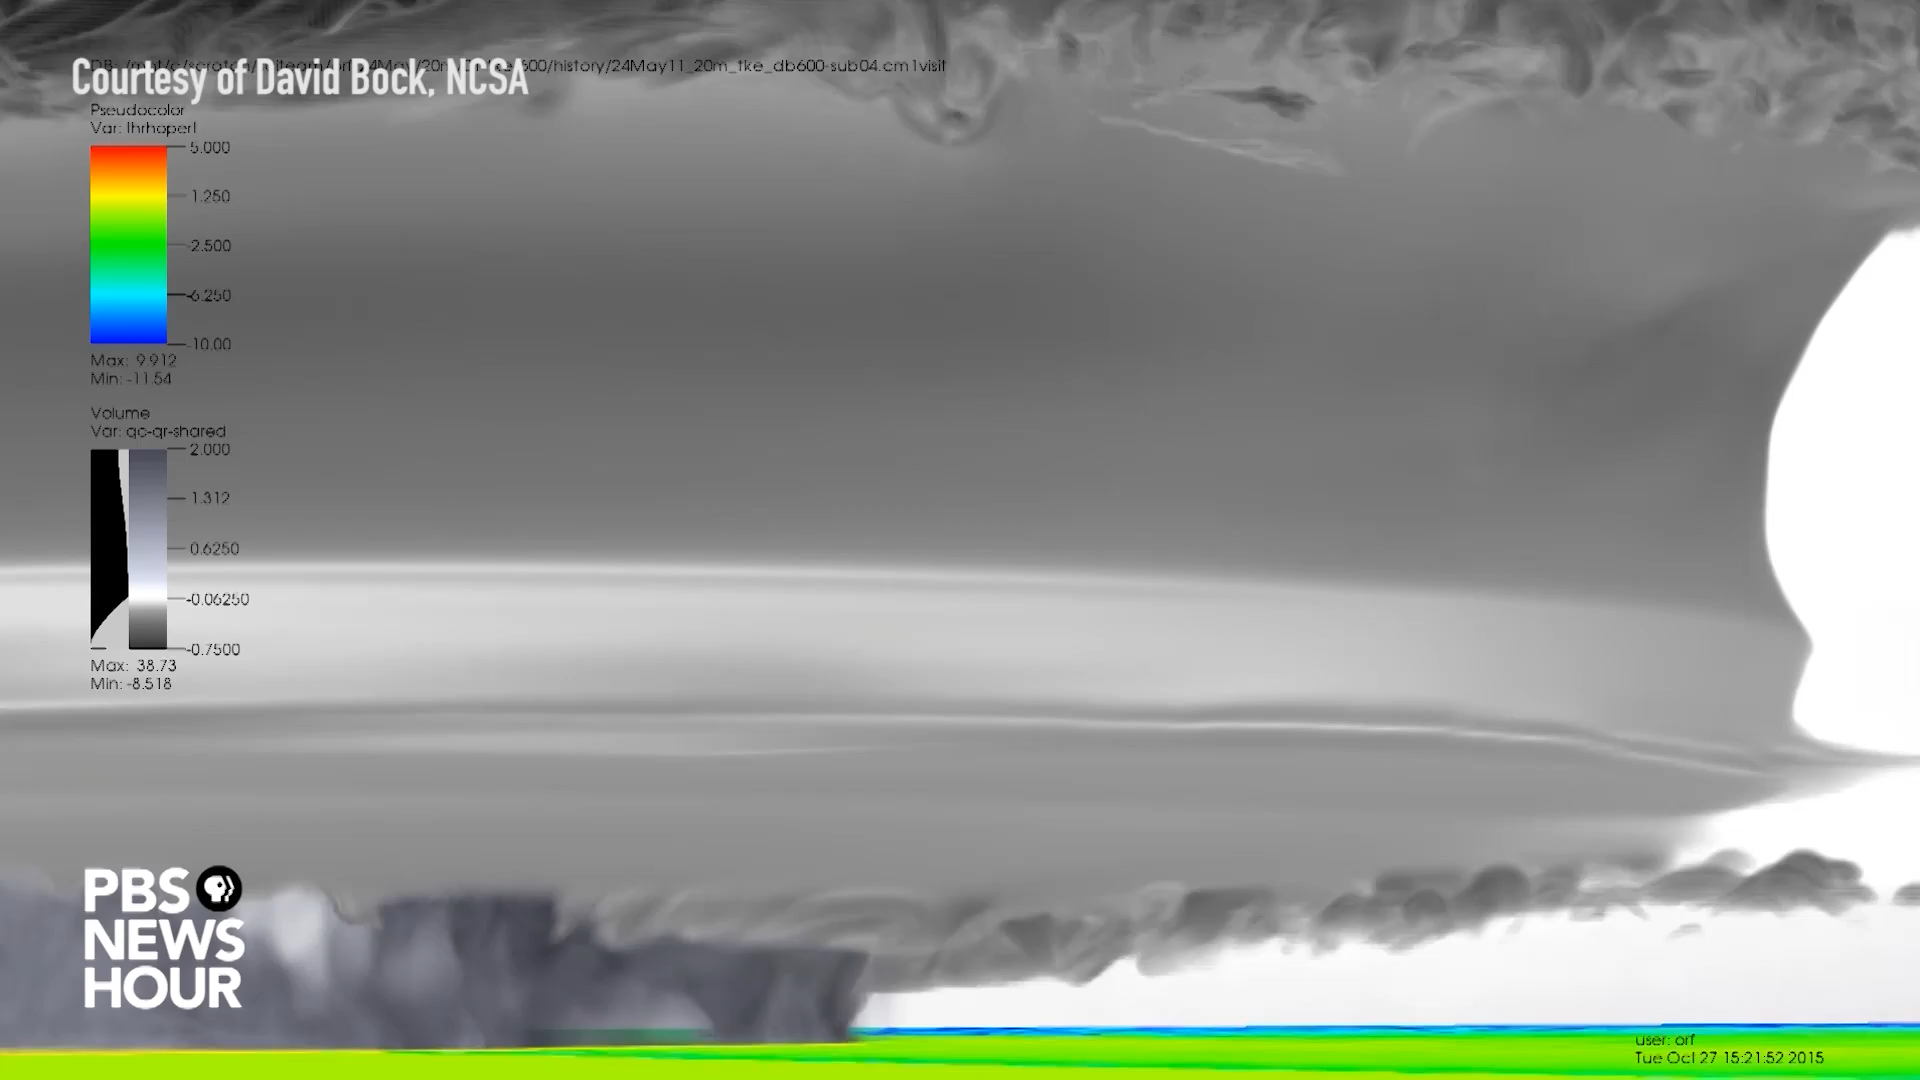 Courtesy of David Bock, NCSA
DB: 600/history/24May11_20m_tke_db600-sub04.cm1visit
Pseudocolor
Var: lhrhopert
5.000
1.250
-2.500
-6.250
-10.00
Max: 9.912
Min: -11.54
Volume
Var: qc-qr-shared
2.000
1.312
0.6250
-0.06250
-0.7500
Max: 38.73
Min: -8.518
PBS
NEWS
HOUR
user: orf
Tue Oct 27 15:21:52 2015